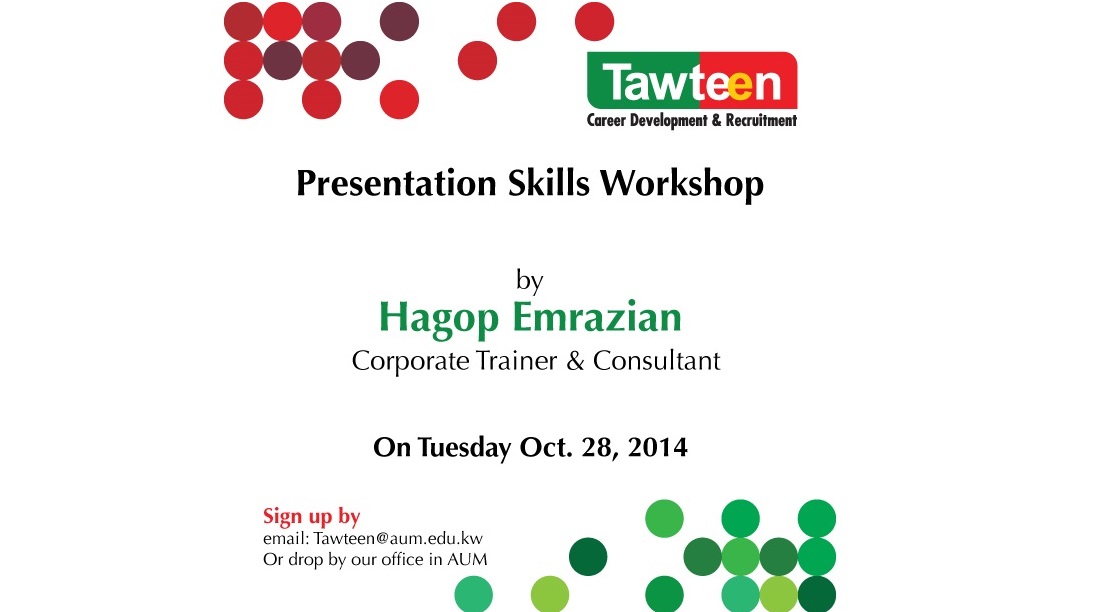 Tawteen
Career Development & Recruitment
Presentation Skills Workshop
by
Hagop Emrazian
Corporate Trainer & Consultant
On Tuesday Oct. 28, 2014
Sign up by
email: Tawteen@aum.edu.kw
Or drop by our office in AUM